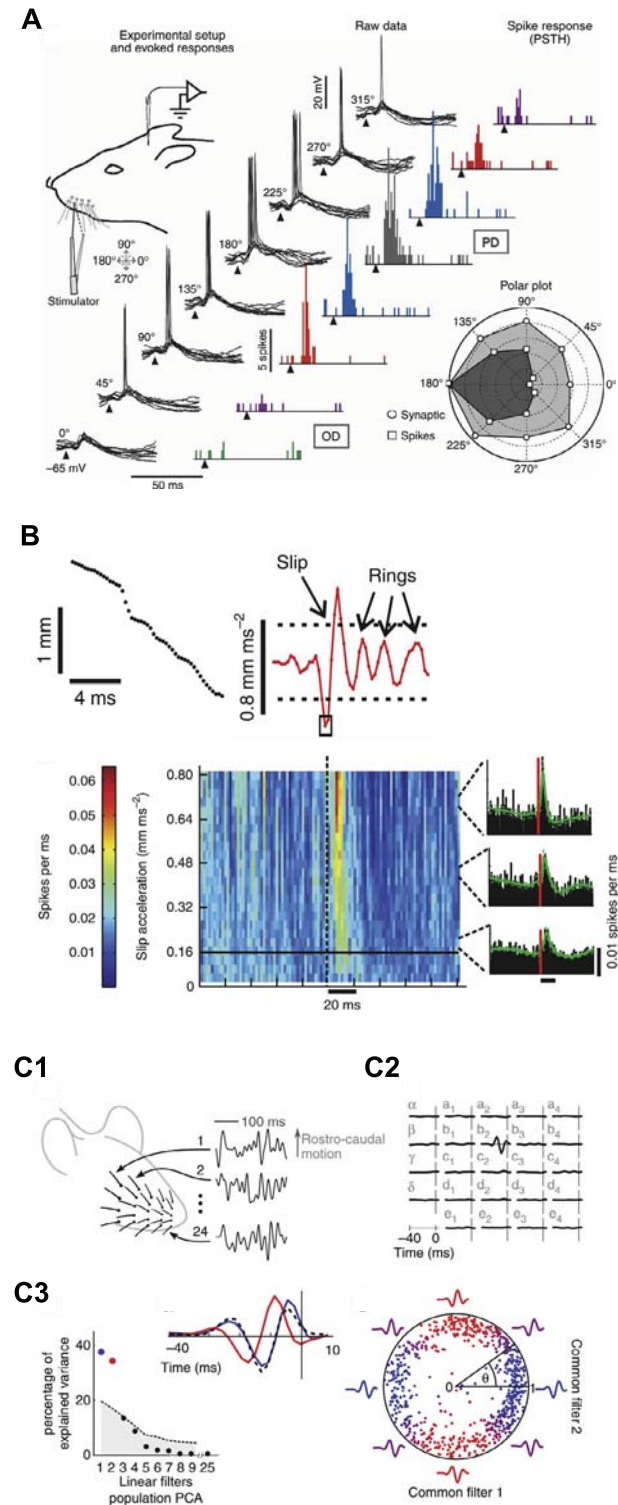 A
Experimental setup
and evoked responses
Raw data
Spike response
(PSTH)
20 mV
315°
270°
225°
180°
135°
90°
45°
0°
–65 mV
50 ms
90°
180° 0°
270°
Stimulator
5 spikes
PD
OD
Polar plot
90°
135° 45°
180° 0°
225° 315°
270°
Synaptic
Spikes
B
1 mm
4 ms
0.8 mm ms–2
Slip
Rings
Spikes per ms
0.06
0.05
0.04
0.03
0.02
0.01
Slip acceleration (mm ms–2)
0.80
0.64
0.48
0.32
0.16
0
20 ms
0.01 spikes per ms
C1
100 ms
Rostro-caudal
motion
1
2
24
C2
α a1 a2 a3 a4
β b1 b2 b3 b4
γ c1 c2 c3 c4
δ d1 d2 d3 d4
e1 e2 e3 e4
–40 0
Time (ms)
C3
percentage of
explained variance
40
20
0
1 2 3 4 5 6 7 8 9 25
Linear filters
population PCA
–40 10
Time (ms)
0 θ 1
Common filter 2
Common filter 1